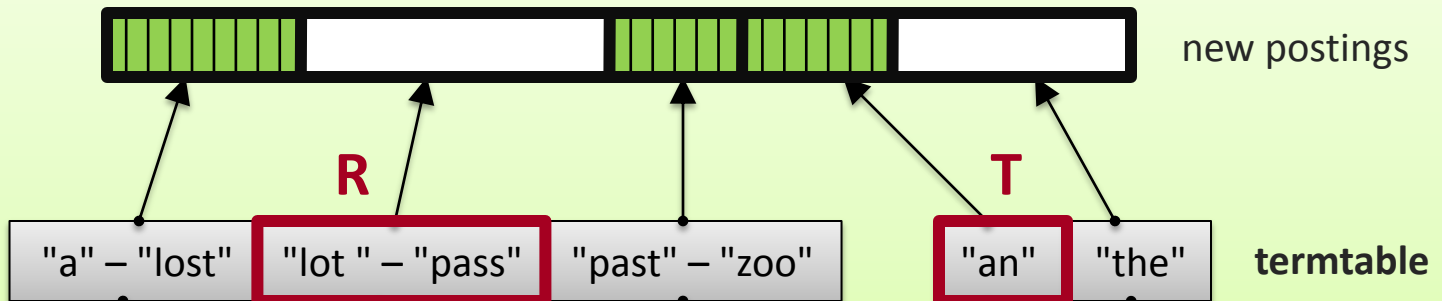 new postings
R T
"a" – "lost" "lot " – "pass" "past" – "zoo" "an" "the" termtable